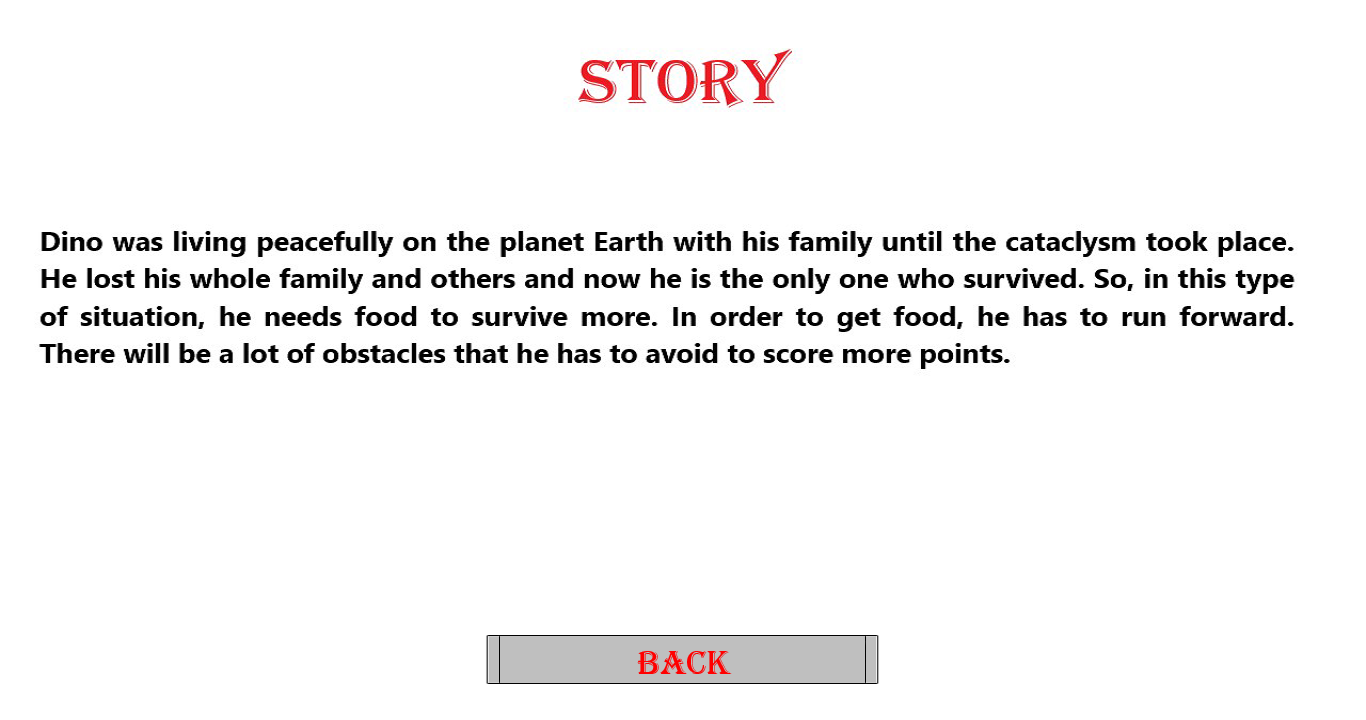 STORY
Dino was living peacefully on the planet Earth with his family until the cataclysm took place.
He lost his whole family and others and now he is the only one who survived. So, in this type
of situation, he needs food to survive more. In order to get food, he has to run forward.
There will be a lot of obstacles that he has to avoid to score more points.
BACK